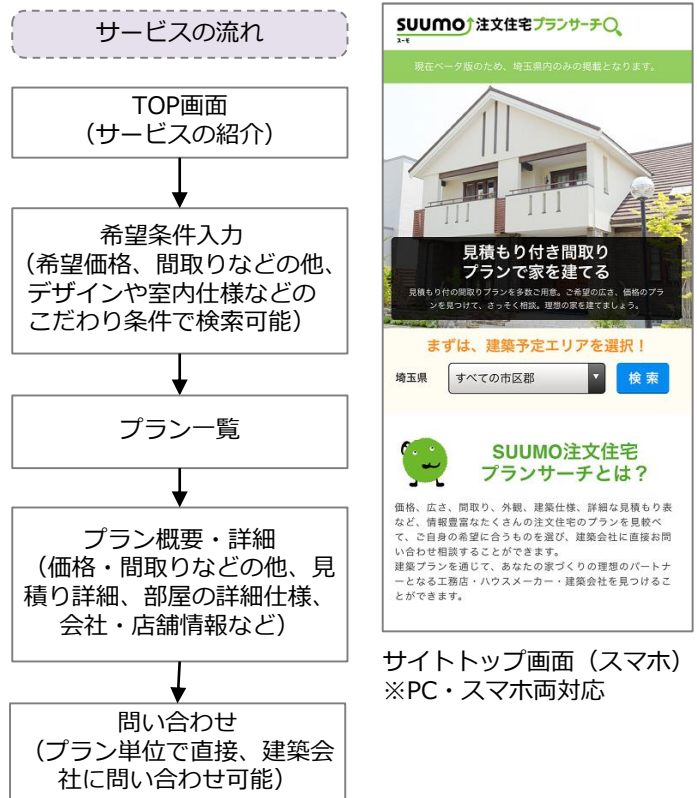 サービスの流れ
TOP画面
（サービスの紹介）
希望条件入力
（希望価格、間取りなどの他、
デザインや室内仕様などの
こだわり条件で検索可能）
プラン一覧
プラン概要・詳細
（価格・間取りなどの他、見
積り詳細、部屋の詳細仕様、
会社・店舗情報など）
問い合わせ
（プラン単位で直接、建築会
社に問い合わせ可能）
SUUMO 注文住宅プランサーチ
スーモ
現在ベータ版のため、埼玉県内のみの掲載となります。
見積もり付き間取り
プランで家を建てる
見積もり付の間取りプランを多数ご用意。ご希望の広さ、価格のプラ
ンを見つけて、さっそく相談。理想の家を建てましょう。
まずは、建築予定エリアを選択！
埼玉県 すべての市区郡 検 索
SUUMO注文住宅
プランサーチとは？
価格、広さ、間取り、外観、建築仕様、詳細な見積もり表
など、情報豊富なたくさんの注文住宅のプランを見較べ
て、ご自身の希望に合うものを選び、建築会社に直接お問
い合わせ相談することができます。
建築プランを通じて、あなたの家づくりの理想のパートナ
ーとなる工務店・ハウスメーカー・建築会社を見つけるこ
とができます。
サイトトップ画面（スマホ）
※PC・スマホ両対応